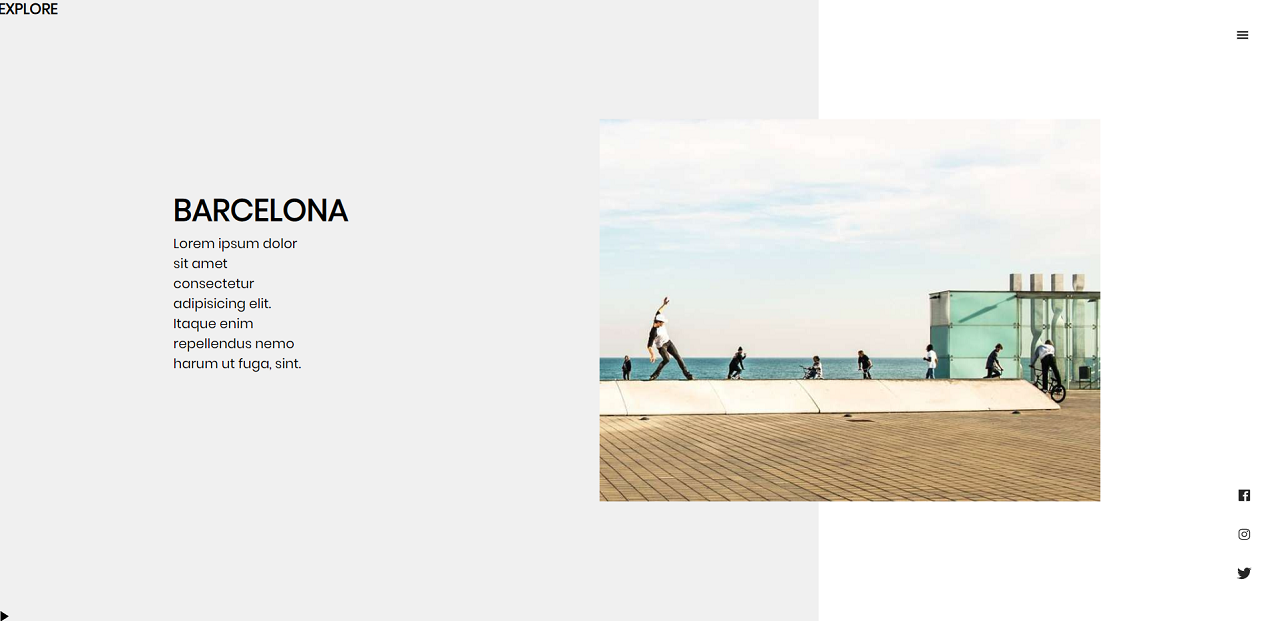 EXPLORE
BARCELONA
Lorem ipsum dolor
sit amet
consectetur
adipisicing elit.
Itaque enim
repellendus nemo
harum ut fuga, sint.